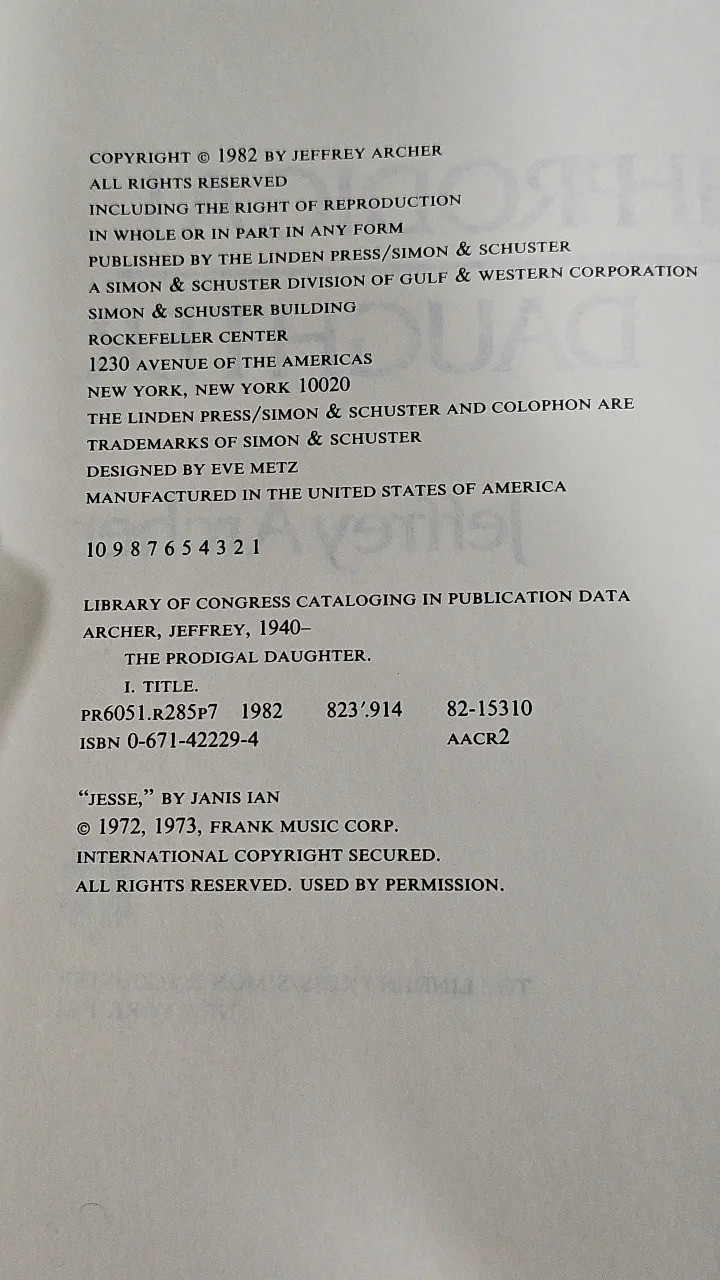 COPYRIGHT © 1982 BY JEFFREY ARCHER
ALL RIGHTS RESERVED
INCLUDING THE RIGHT OF REPRODUCTION
IN WHOLE OR IN PART IN ANY FORM
PUBLISHED BY THE LINDEN PRESS/SIMON & SCHUSTER
A SIMON & SCHUSTER DIVISION OF GULF & WESTERN CORPORATION
SIMON & SCHUSTER BUILDING
ROCKEFELLER CENTER
1230 AVENUE OF THE AMERICAS
NEW YORK, NEW YORK 10020
THE LINDEN PRESS/SIMON & SCHUSTER AND COLOPHON ARE
TRADEMARKS OF SIMON & SCHUSTER
DESIGNED BY EVE METZ
MANUFACTURED IN THE UNITED STATES OF AMERICA
10 9 8 7 6 5 4 3 2 1
LIBRARY OF CONGRESS CATALOGING IN PUBLICATION DATA
ARCHER, JEFFREY, 1940–
THE PRODIGAL DAUGHTER.
I. TITLE.
PR6051.R285P7 1982 823′.914 82-15310
ISBN 0-671-42229-4 AACR2
“JESSE,” BY JANIS IAN
© 1972, 1973, FRANK MUSIC CORP.
INTERNATIONAL COPYRIGHT SECURED.
ALL RIGHTS RESERVED. USED BY PERMISSION.